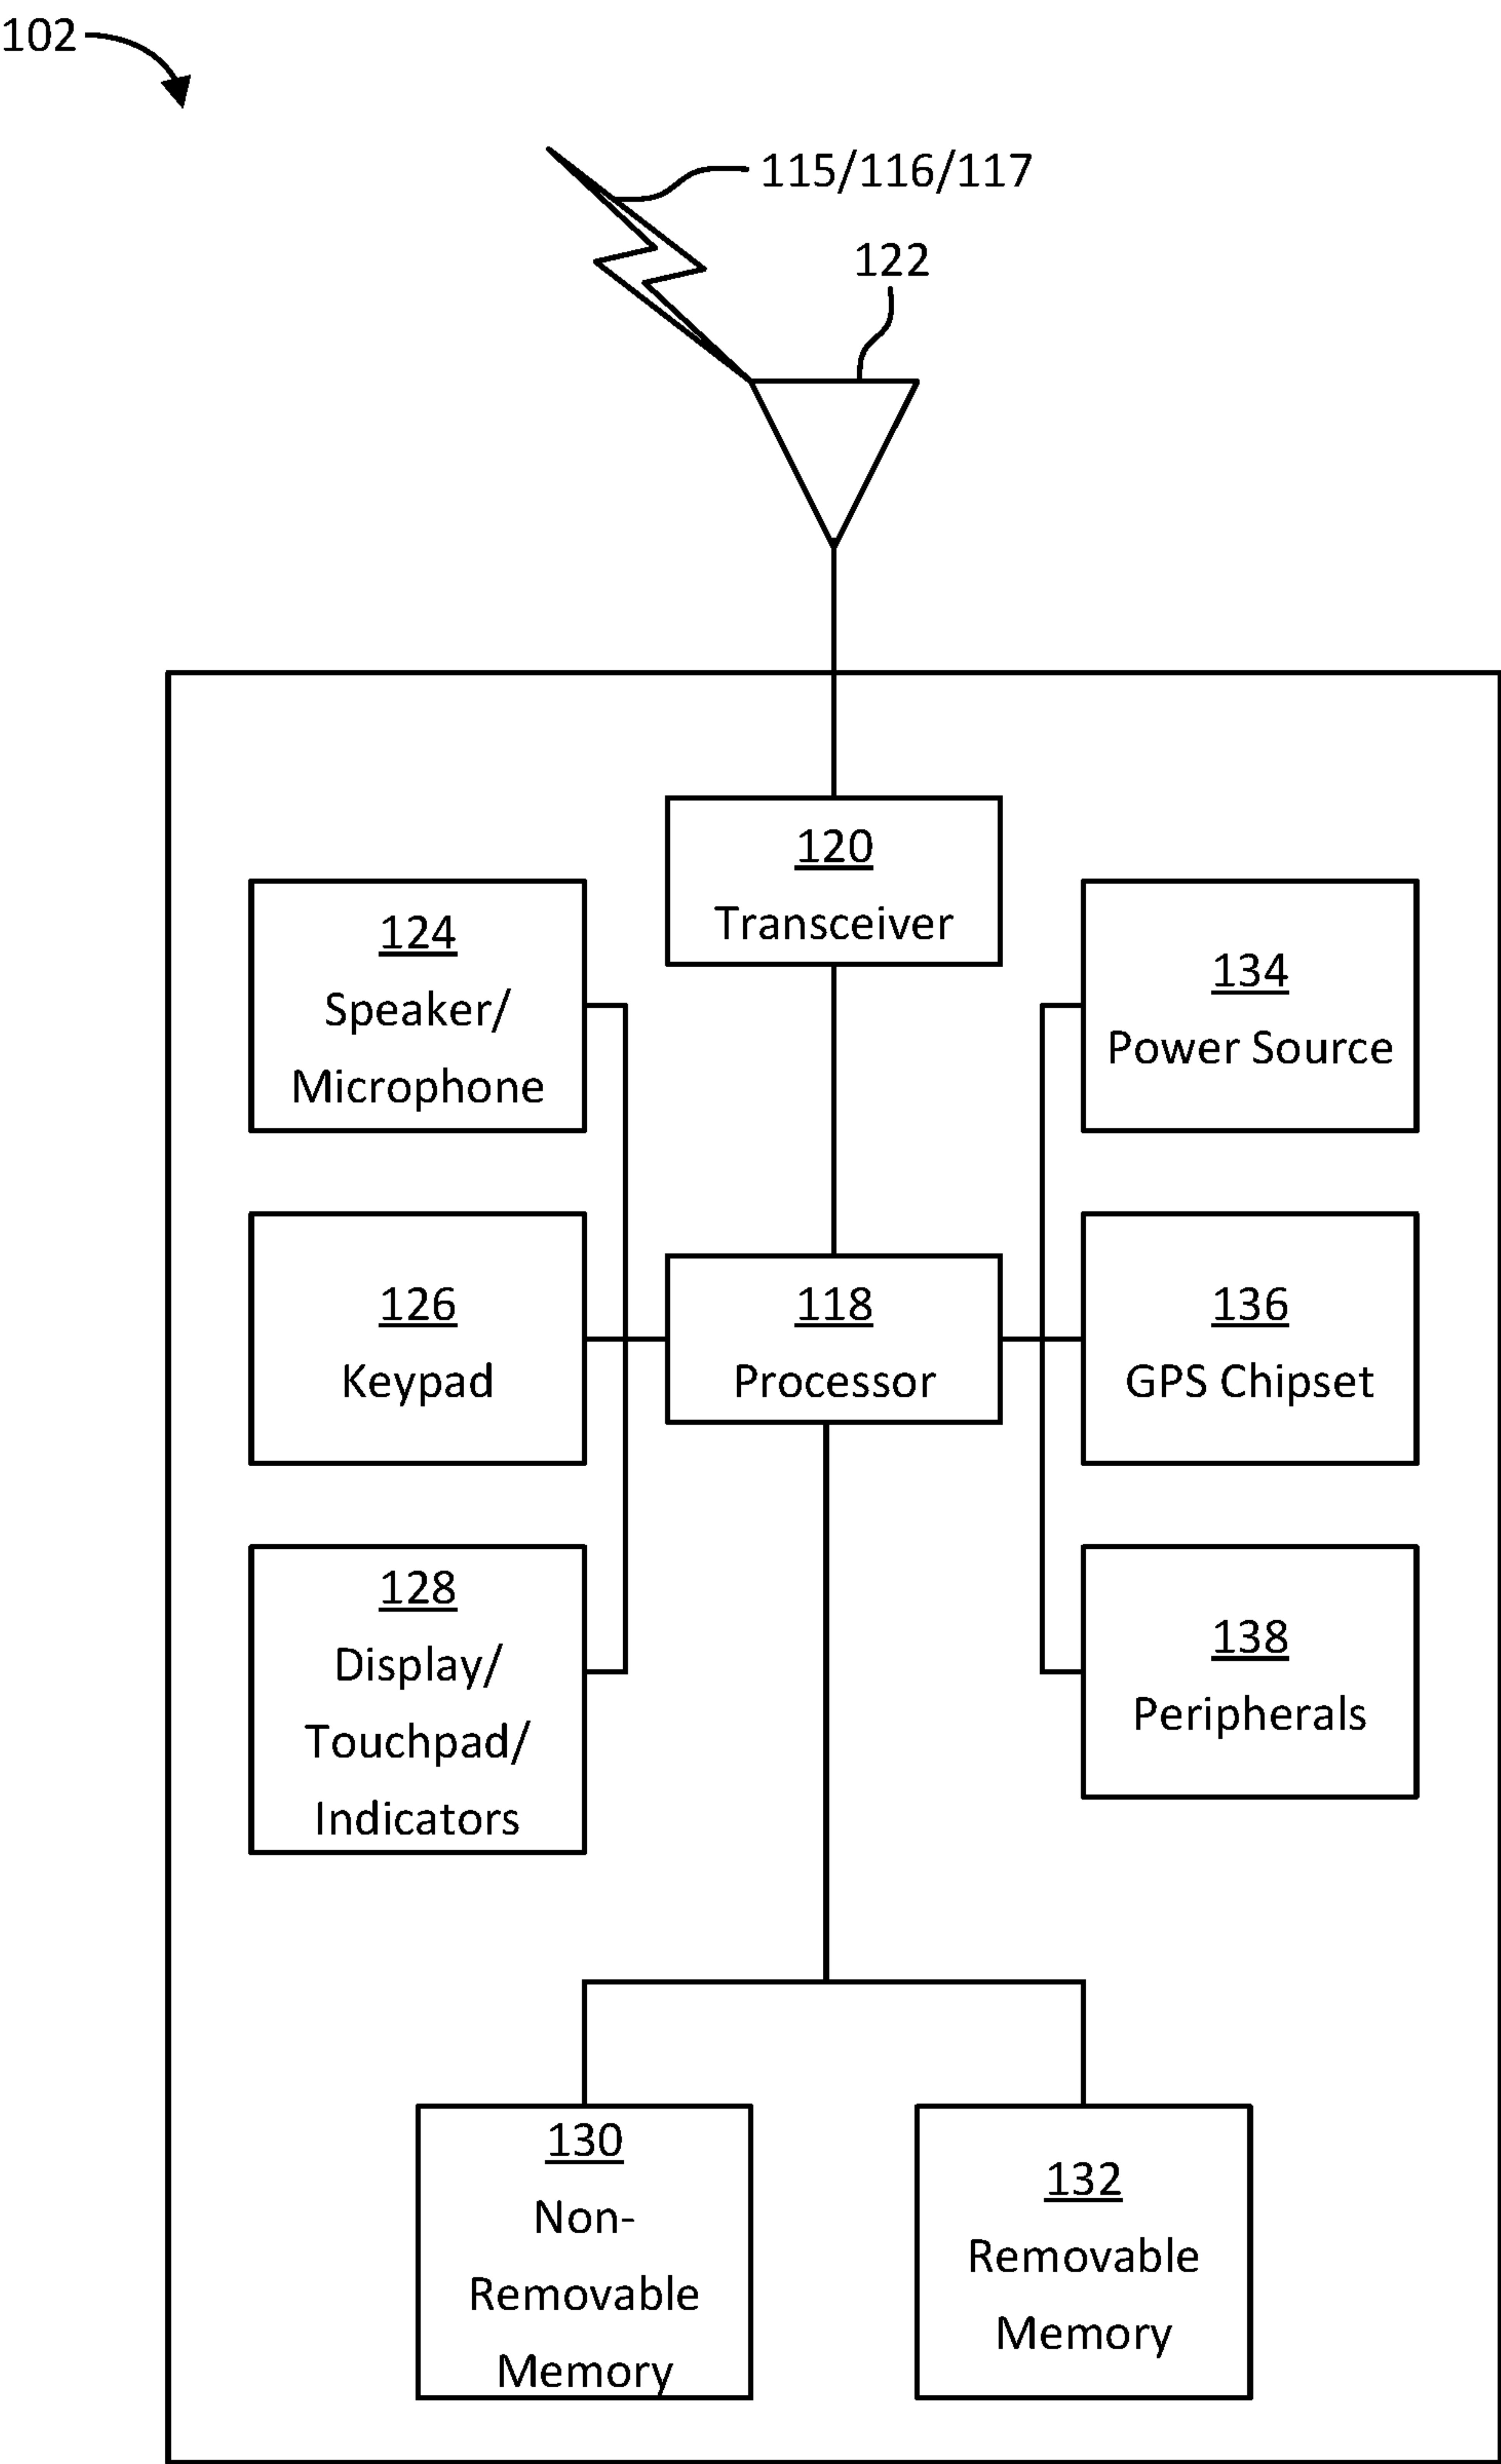 102
115/116/117
122
120
Transceiver
124
Speaker/
Microphone
134
Power Source
126
Keypad
118
Processor
136
GPS Chipset
128
Display/
Touchpad/
Indicators
138
Peripherals
130
Non-
Removable
Memory
132
Removable
Memory